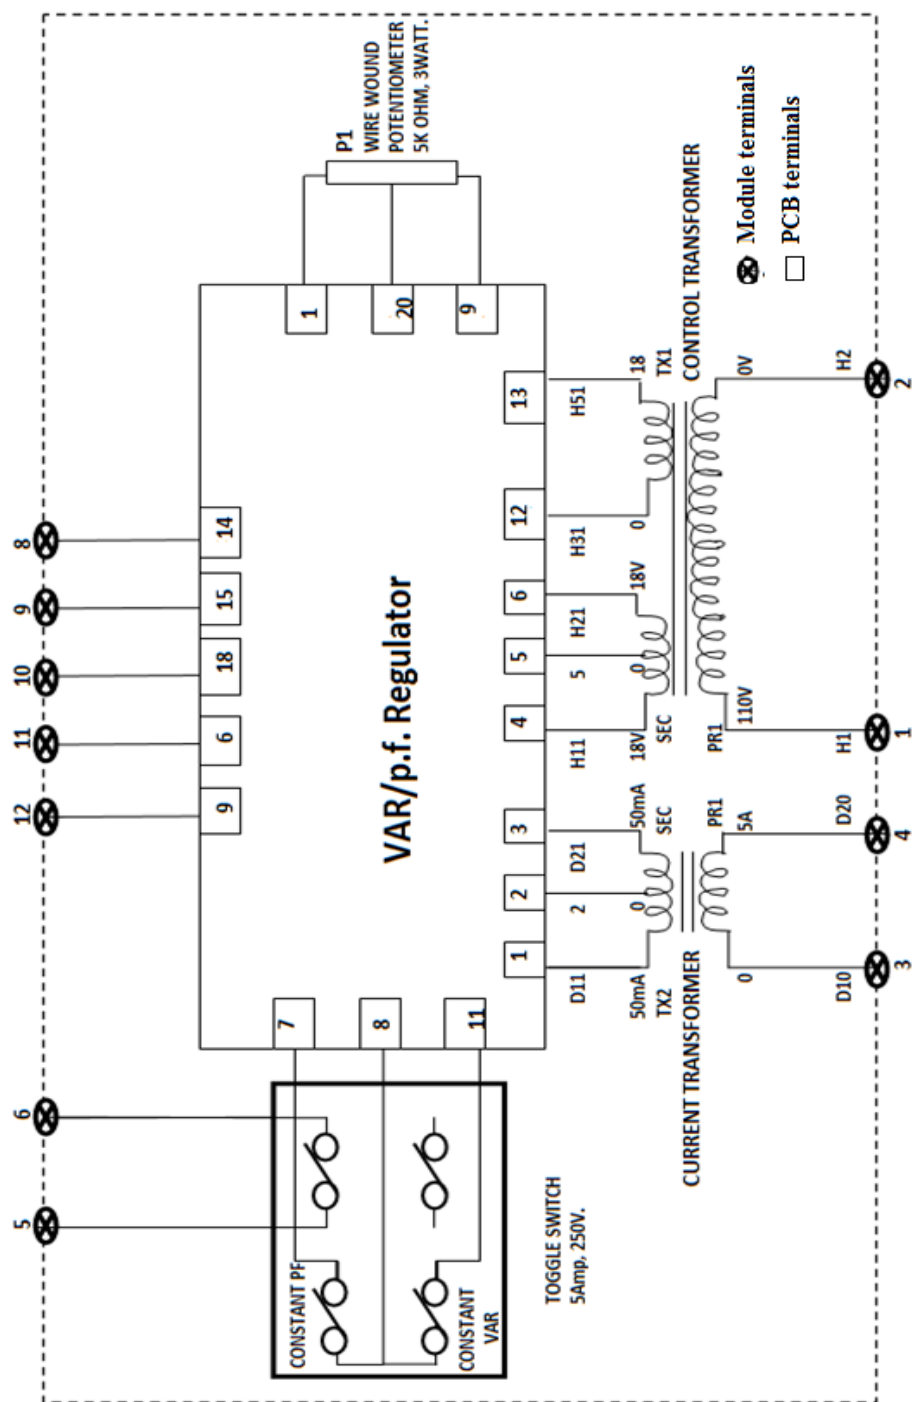 5
6
12
11
10
9
8
9
6
18
15
14
7
8
11
1
20
9
CONSTANT PF
CONSTANT
VAR
TOGGLE SWITCH
5Amp, 250V.
VAR/p.f. Regulator
P1
WIRE WOUND
POTENTIOMETER
5K OHM, 3WATT.
1
2
3
4
5
6
12
13
D11
2
D21
H11
5
H21
H31
H51
50mA
0
50mA
18V
0
18V
0
18
TX2
SEC
SEC
TX1
CURRENT TRANSFORMER
PR1
PR1
CONTROL TRANSFORMER
0
5A
110V
0V
D10
D20
H1
H2
3
4
1
2
Module terminals
PCB terminals